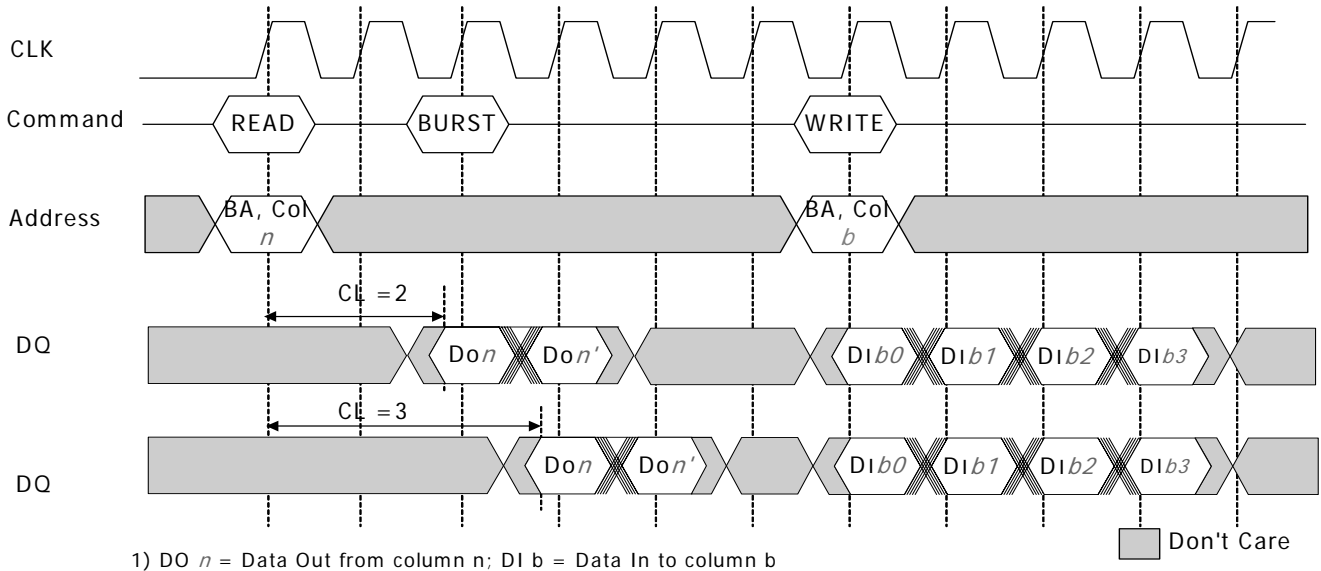 CLK
Command READ BURST WRITE
Address BA, Col n BA, Col b
CL =2
DQ Don Don' DIb0 DIb1 DIb2 DIb3
CL =3
DQ Don Don' DIb0 DIb1 DIb2 DIb3
Don't Care
1) DO n = Data Out from column n; DI b = Data In to column b